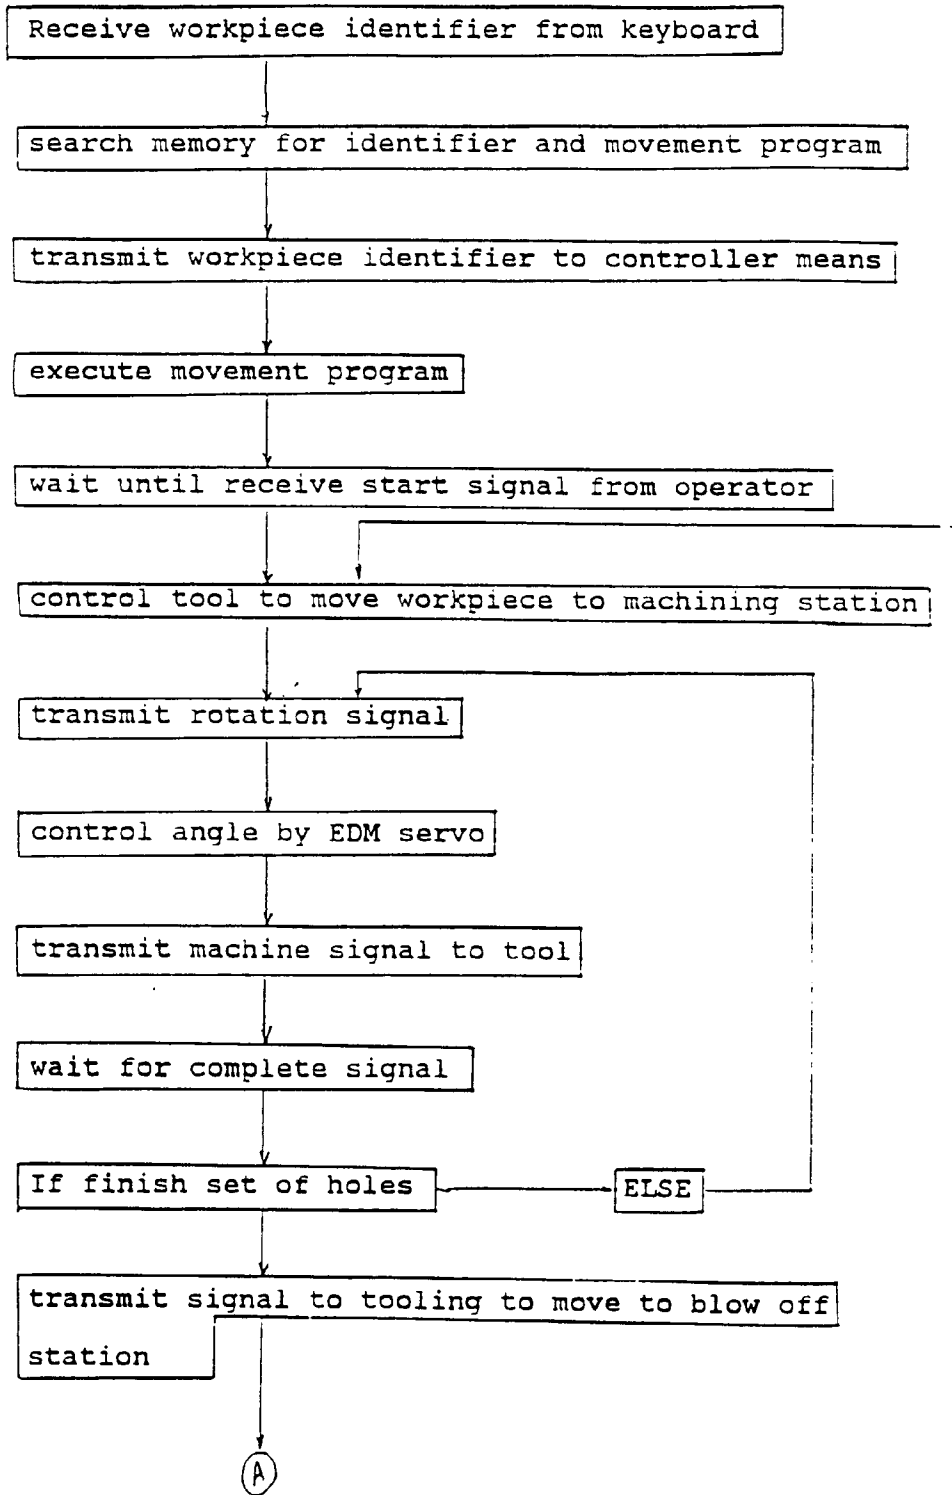 Receive workpiece identifier from keyboard
search memory for identifier and movement program
transmit workpiece identifier to controller means
execute movement program
wait until receive start signal from operator
control tool to move workpiece to machining station
transmit rotation signal
control angle by EDM servo
transmit machine signal to tool
wait for complete signal
If finish set of holes
ELSE
transmit signal to tooling to move to blow off
station
A